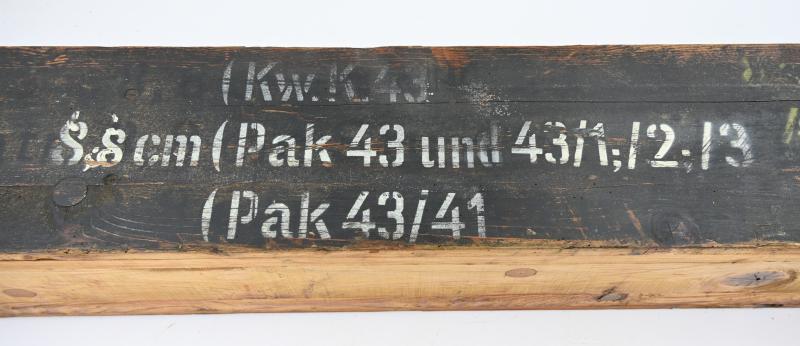 (Kw.K.43
8,8 cm (Pak 43 und 43/1;/2;/3
(Pak 43/41